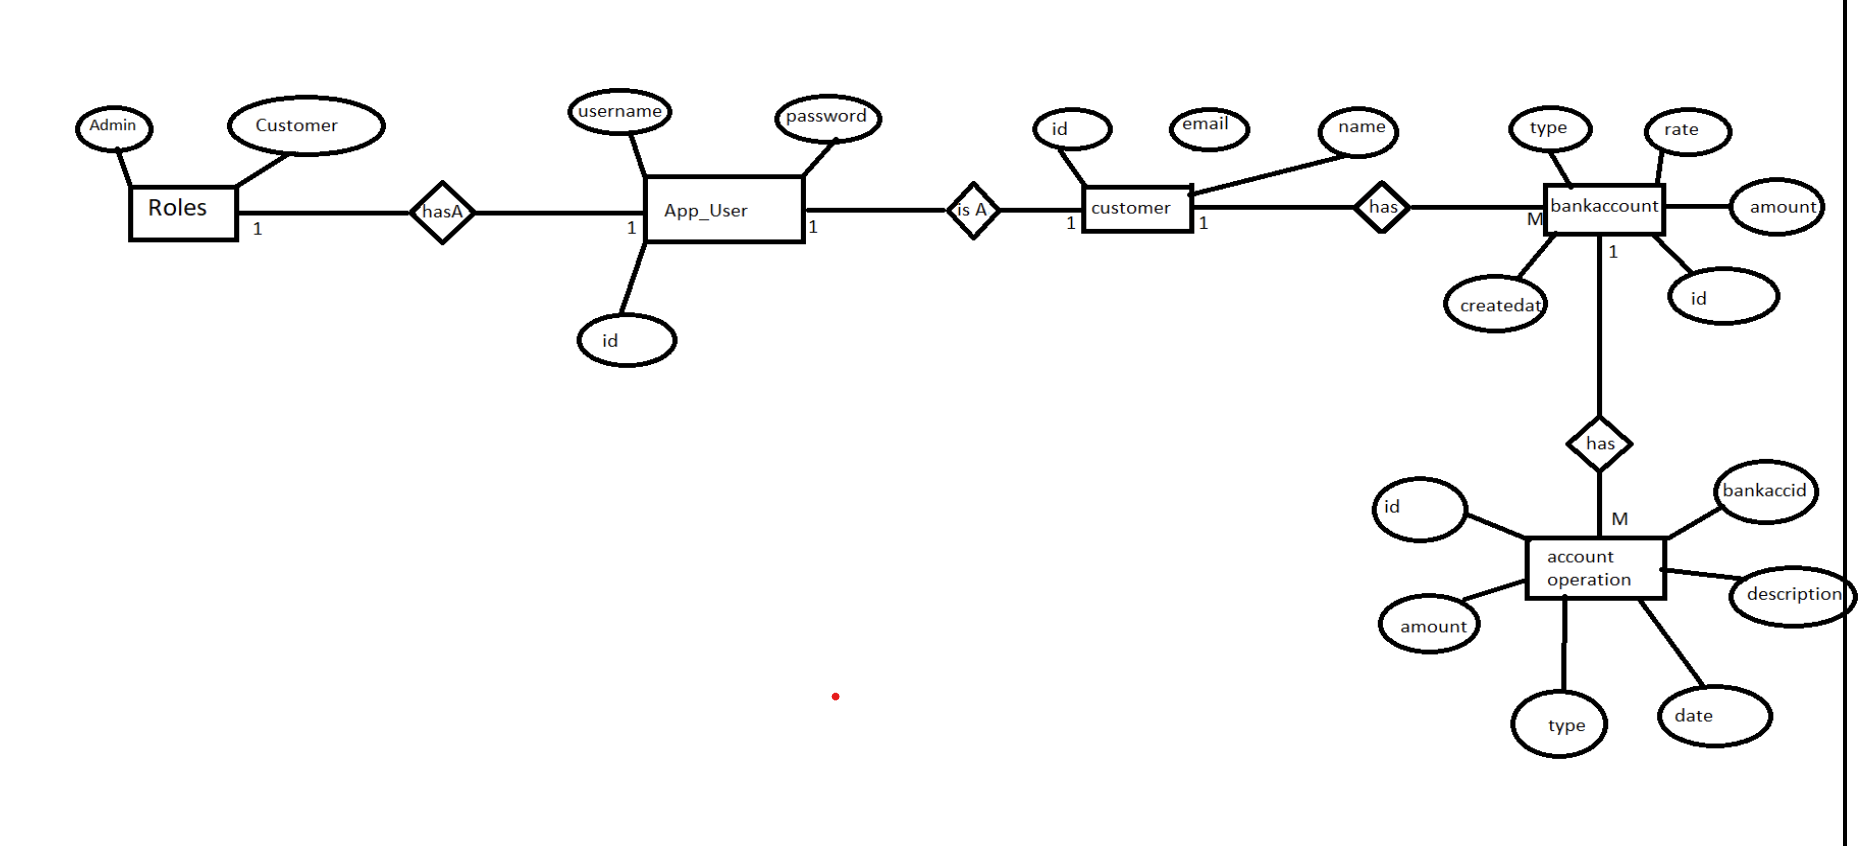 Admin
Customer
username
password
id
email
name
type
rate
Roles
hasA
App_User
is A
customer
has
bankaccount
amount
1
1
1
1
1
M
1
createdat
id
id
has
M
id
bankaccid
account
operation
description
amount
type
date